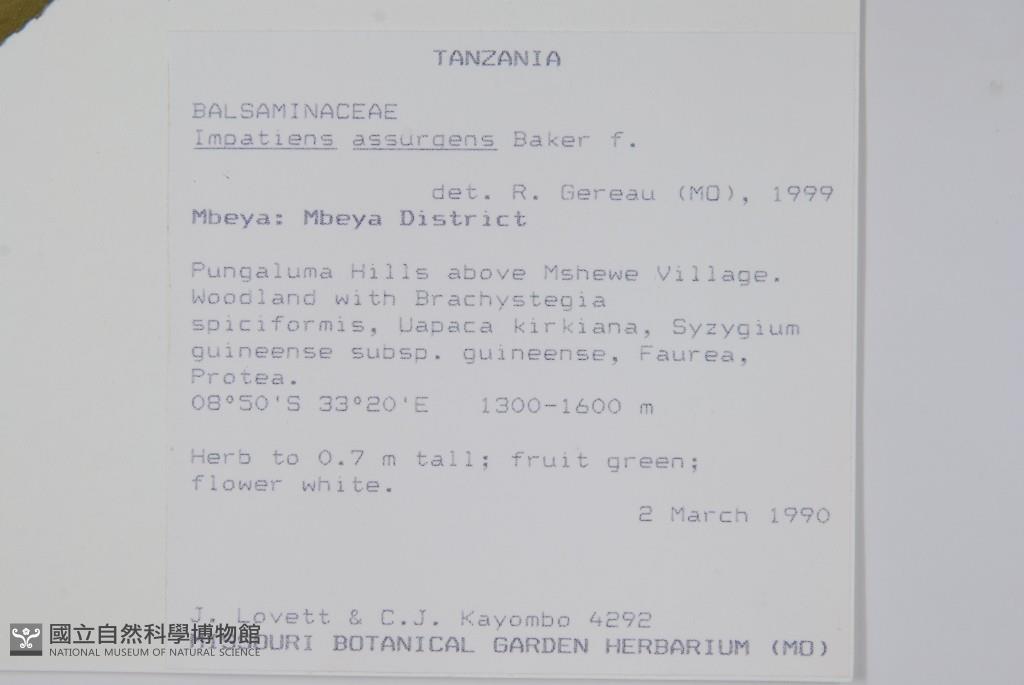 TANZANIA
BALSAMINACEAE
Impatiens assurgens Baker f.
det. R. Gereau (MO), 1999
Mbeya: Mbeya District
Pungaluma Hills above Mshewe Village.
Woodland with Brachystegia
spiciformis, Uapaca kirkiana, Syzygium
guineense subsp. guineense, Faurea,
Protea.
08°50'S 33°20'E 1300-1600 m
Herb to 0.7 m tall; fruit green;
flower white.
2 March 1990
J. Lovett & C.J. Kayombo 4292
MISSOURI BOTANICAL GARDEN HERBARIUM (MO)
國立自然科學博物館
NATIONAL MUSEUM OF NATURAL SCIENCE